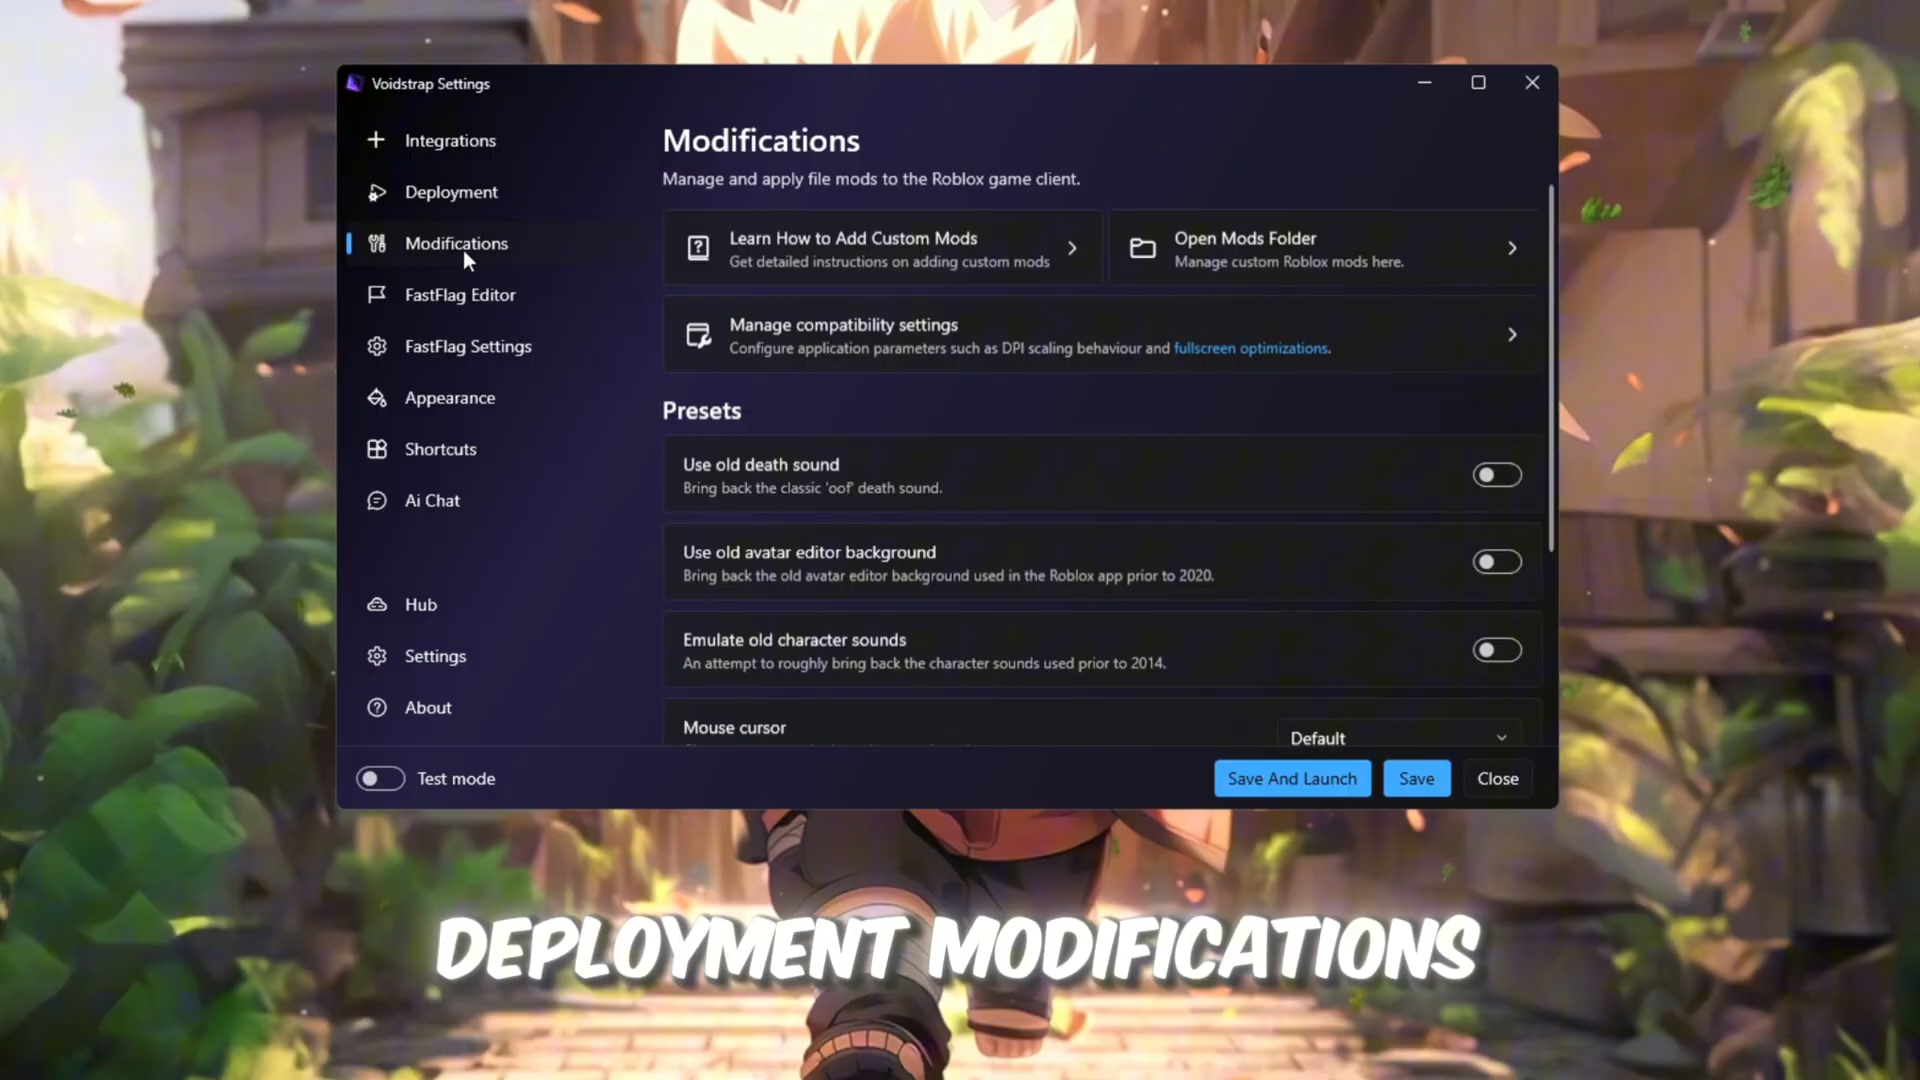 Voidstrap Settings
Integrations
Deployment
Modifications
FastFlag Editor
FastFlag Settings
Appearance
Shortcuts
Ai Chat
Hub
Settings
About
Modifications
Manage and apply file mods to the Roblox game client.
Learn How to Add Custom Mods
Get detailed instructions on adding custom mods
Open Mods Folder
Manage custom Roblox mods here.
Manage compatibility settings
Configure application parameters such as DPI scaling behaviour and fullscreen optimizations.
Presets
Use old death sound
Bring back the classic 'oof' death sound.
Use old avatar editor background
Bring back the old avatar editor background used in the Roblox app prior to 2020.
Emulate old character sounds
An attempt to roughly bring back the character sounds used prior to 2014.
Mouse cursor
Default
Test mode
Save And Launch
Save
Close
DEPLOYMENT MODIFICATIONS